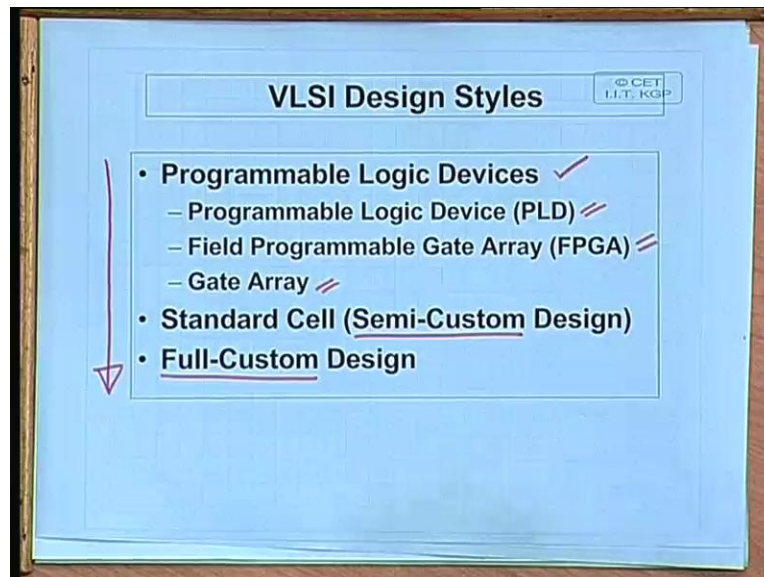 VLSI Design Styles
© CET
I.I.T, KGP
• Programmable Logic Devices
– Programmable Logic Device (PLD)
– Field Programmable Gate Array (FPGA)
– Gate Array
• Standard Cell (Semi-Custom Design)
• Full-Custom Design